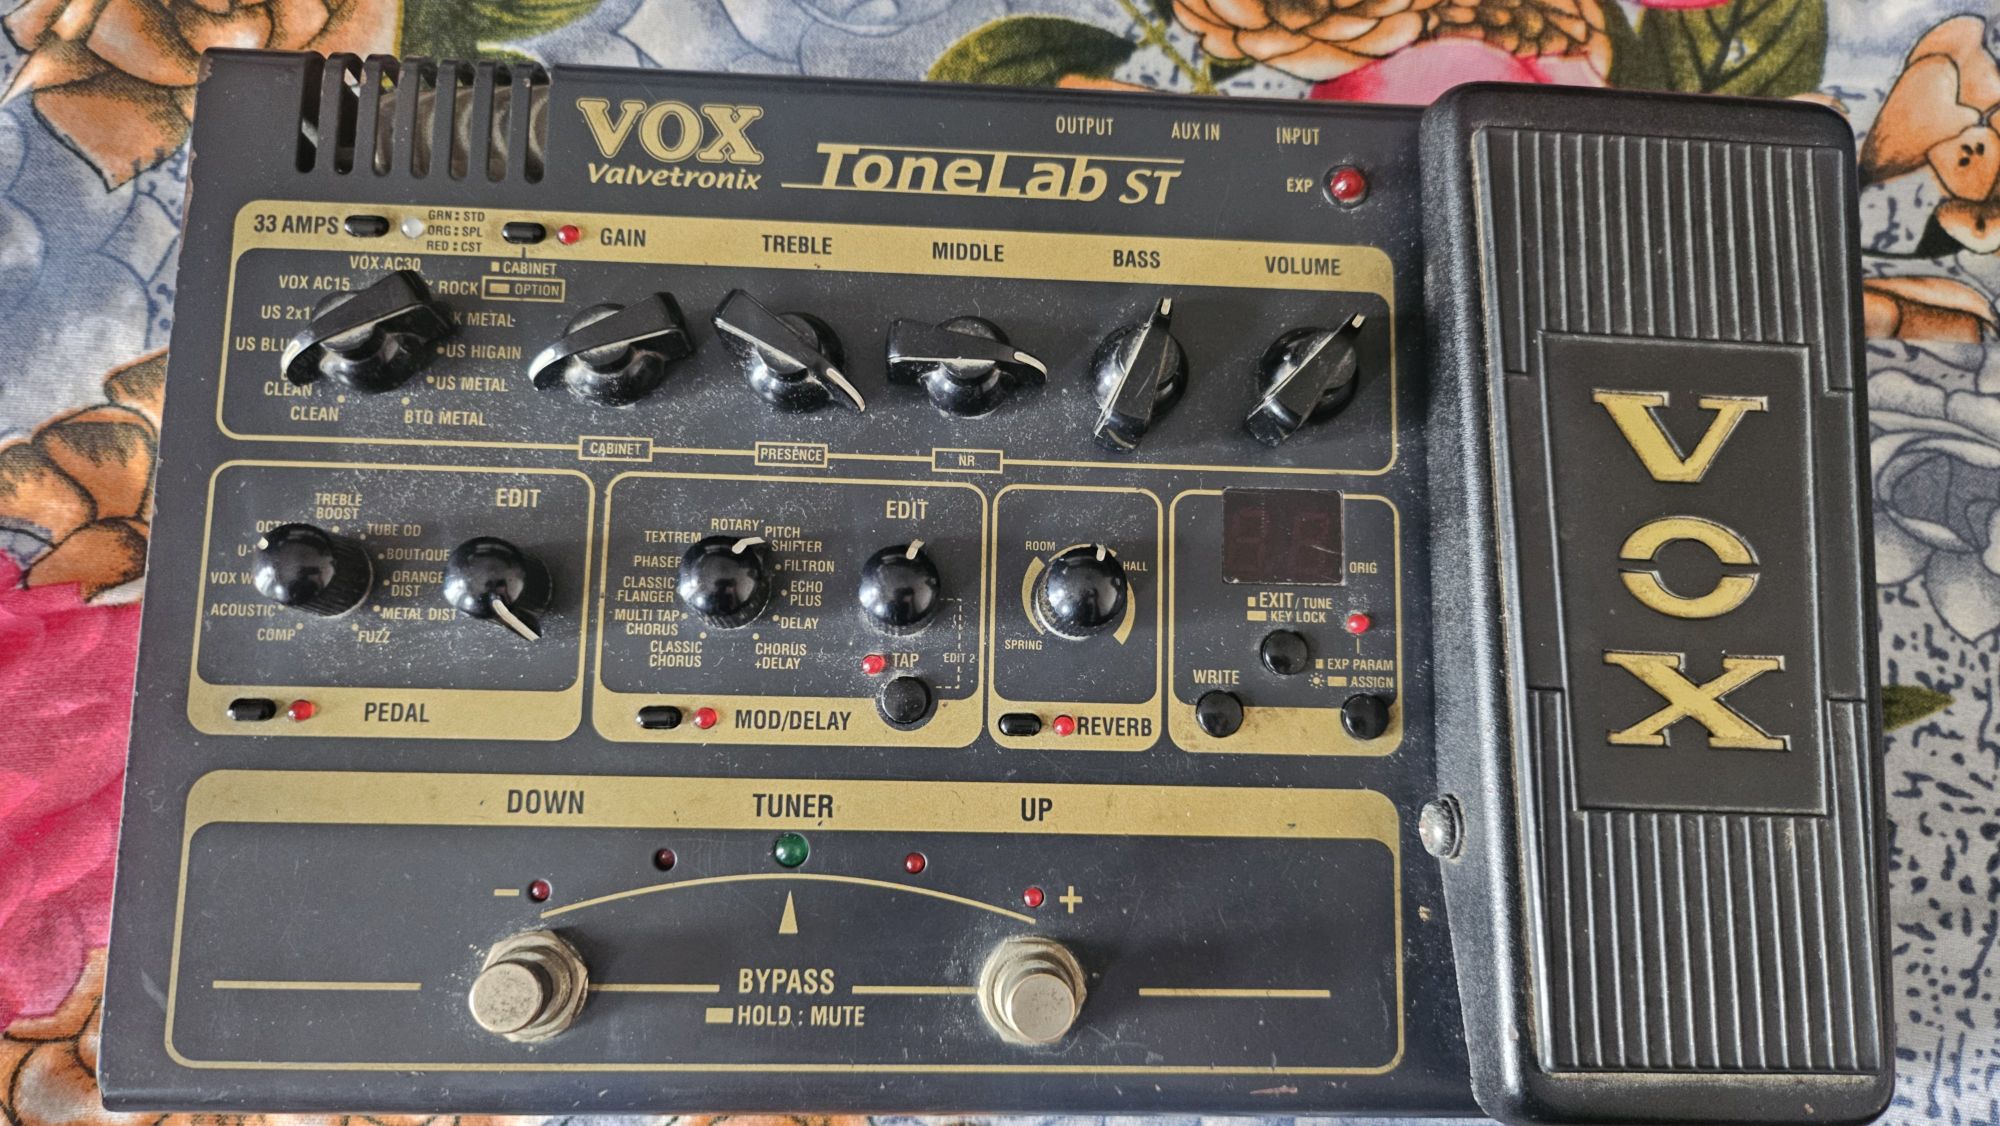 VOX
Valvetronix
ToneLab ST
OUTPUT
AUX IN
INPUT
EXP
33 AMPS
GRN : STD
ORG : SPL
RED : CST
CABINET
OPTION
GAIN
TREBLE
MIDDLE
BASS
VOLUME
VOX AC30
VOX AC15
ROCK
METAL
US HIGAIN
US METAL
BTQ METAL
CLEAN
CLEAN
CABINET
PRESENCE
NR
TREBLE
BOOST
TUBE OD
BOUTIQUE
ORANGE
DIST
METAL DIST
FUZZ
COMP
ACOUSTIC
VOX
EDIT
PEDAL
ROTARY
PITCH
SHIFTER
FILTRON
ECHO
PLUS
DELAY
CHORUS
+DELAY
CLASSIC
CHORUS
MULTI TAP
CHORUS
CLASSIC
FLANGER
PHASER
TEXTREM
EDIT
TAP
EDIT 2
MOD/DELAY
ROOM
HALL
SPRING
REVERB
ORIG
EXIT / TUNE
KEY LOCK
EXP PARAM
ASSIGN
WRITE
DOWN
TUNER
UP
− +
BYPASS
HOLD : MUTE
VOX